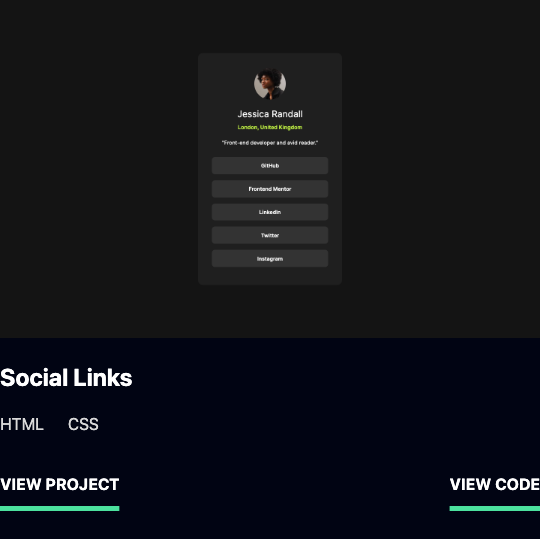 Jessica Randall
London, United Kingdom
"Front-end developer and avid reader."
GitHub
Frontend Mentor
LinkedIn
Twitter
Instagram
Social Links
HTML CSS
VIEW PROJECT VIEW CODE